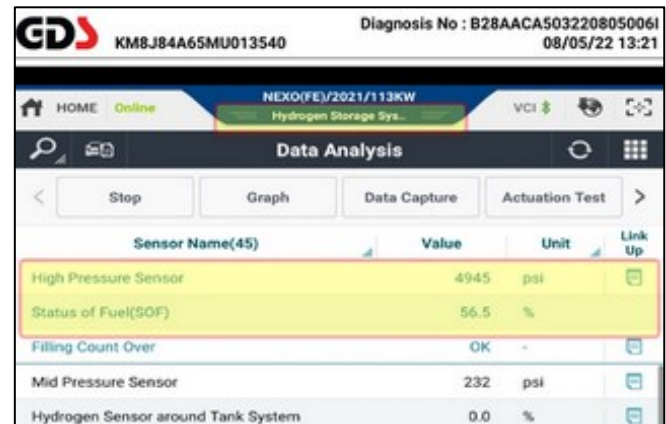 GDS KM8J84A65MU013540 Diagnosis No : B28AACA503220805006I
08/05/22 13:21
NEXO(FE)/2021/113KW
HOME Online Hydrogen Storage Sys.. VCI
Data Analysis
< Stop Graph Data Capture Actuation Test >
Sensor Name(45) Value Unit Link Up
High Pressure Sensor 4945 psi
Status of Fuel(SOF) 56.5 %
Filling Count Over OK -
Mid Pressure Sensor 232 psi
Hydrogen Sensor around Tank System 0.0 %